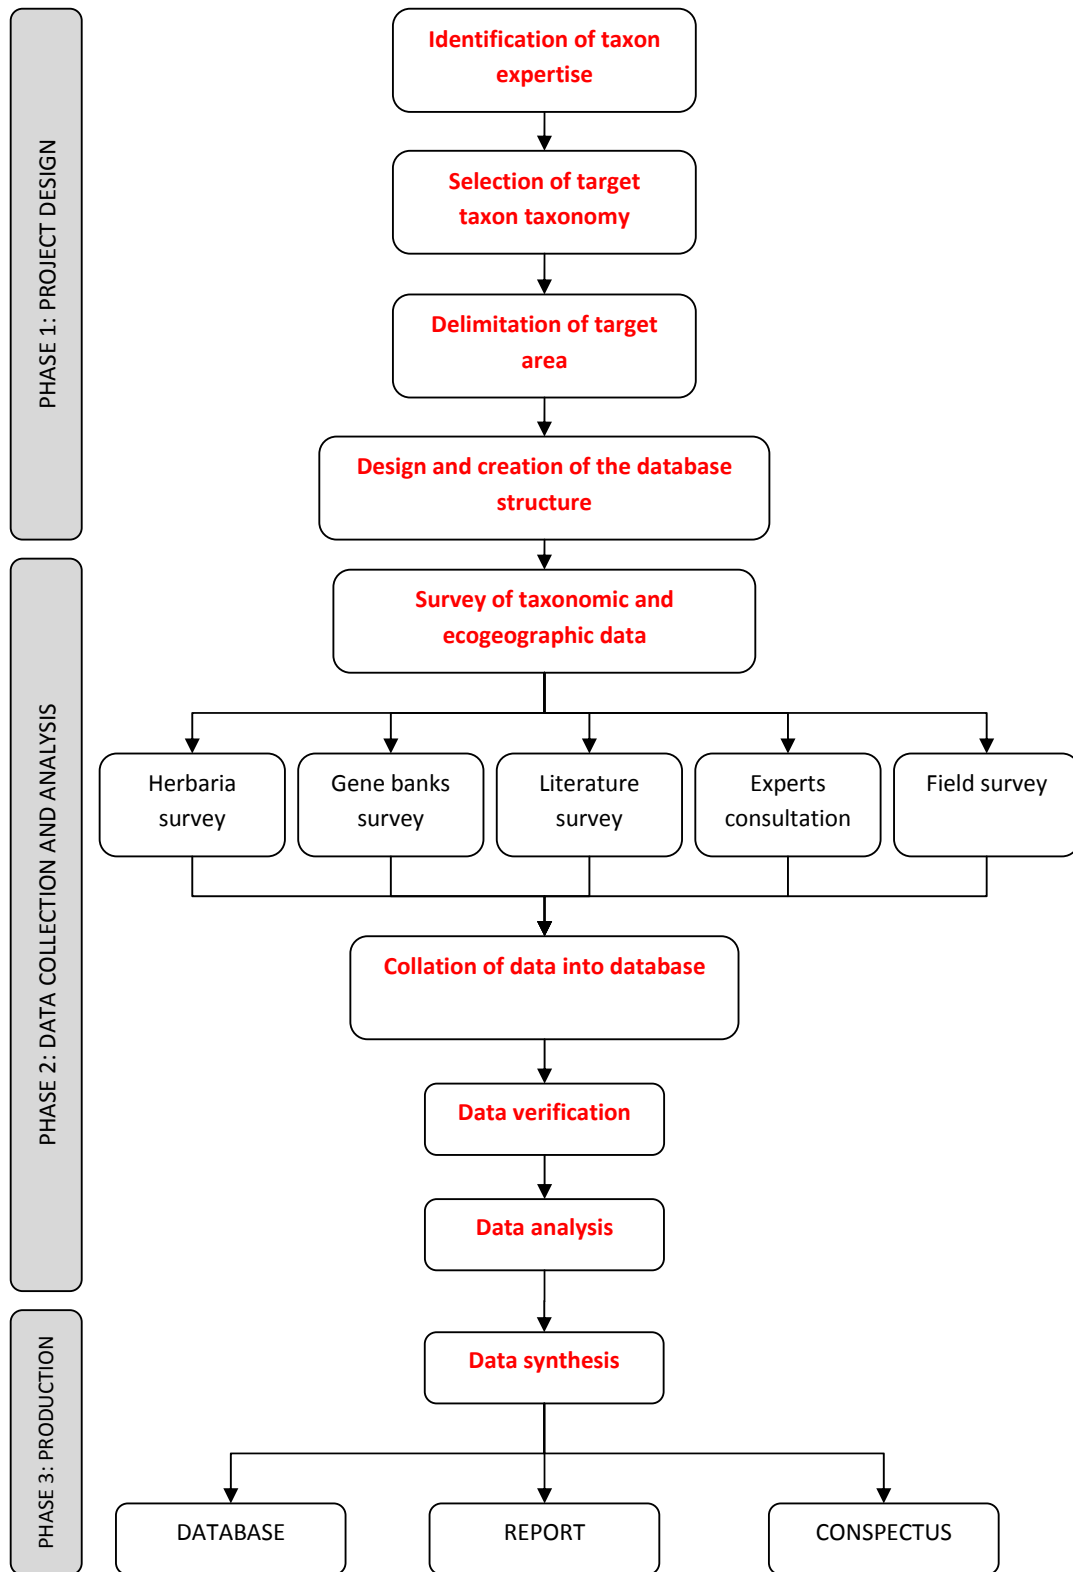 PHASE 1: PROJECT DESIGN
Identification of taxon
expertise
Selection of target
taxon taxonomy
Delimitation of target
area
Design and creation of the database
structure
PHASE 2: DATA COLLECTION AND ANALYSIS
Survey of taxonomic and
ecogeographic data
Herbaria
survey
Gene banks
survey
Literature
survey
Experts
consultation
Field survey
Collation of data into database
Data verification
Data analysis
PHASE 3: PRODUCTION
Data synthesis
DATABASE
REPORT
CONSPECTUS